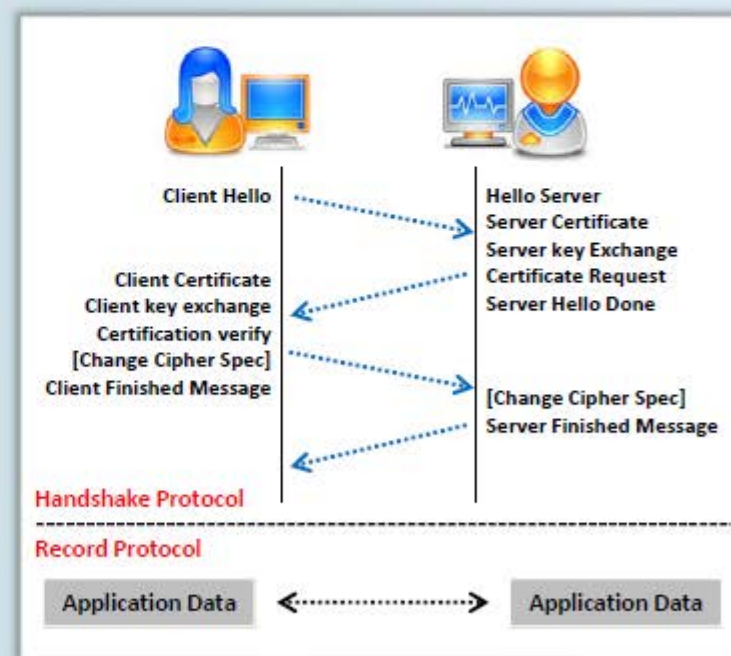 Client Hello
Hello Server
Server Certificate
Server key Exchange
Certificate Request
Server Hello Done
Client Certificate
Client key exchange
Certification verify
[Change Cipher Spec]
Client Finished Message
[Change Cipher Spec]
Server Finished Message
Handshake Protocol
Record Protocol
Application Data
Application Data